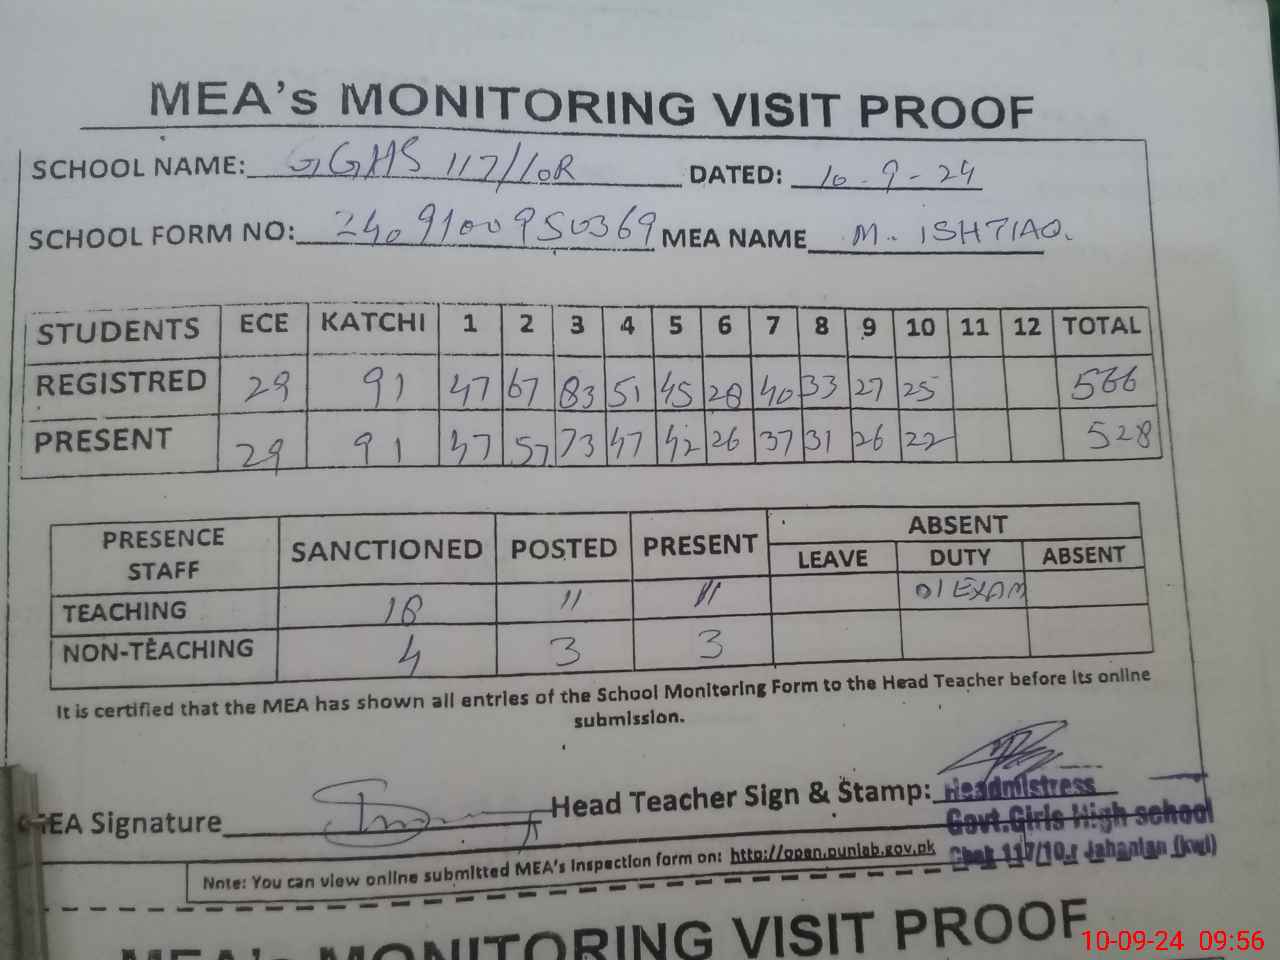 MEA's MONITORING VISIT PROOF
SCHOOL NAME: GGHS 117/10R DATED: 10-9-24
SCHOOL FORM NO: 2409100950369 MEA NAME M. ISHTIAQ.
STUDENTS ECE KATCHI 1 2 3 4 5 6 7 8 9 10 11 12 TOTAL
REGISTRED 29 91 47 67 83 51 45 28 40 33 27 25 566
PRESENT 29 91 47 57 73 47 42 26 37 31 26 22 528
PRESENCE STAFF SANCTIONED POSTED PRESENT ABSENT
LEAVE DUTY ABSENT
TEACHING 18 11 11 01 EXAM
NON-TEACHING 4 3 3
It is certified that the MEA has shown all entries of the School Monitoring Form to the Head Teacher before its online
submission.
MEA Signature Head Teacher Sign & Stamp: Headmistress
Govt.Girls High school
Chak 117/10.r Jahanian (kwl)
Note: You can view online submitted MEA's Inspection form on: http://open.punjab.gov.pk
MEA's MONITORING VISIT PROOF
10-09-24 09:56